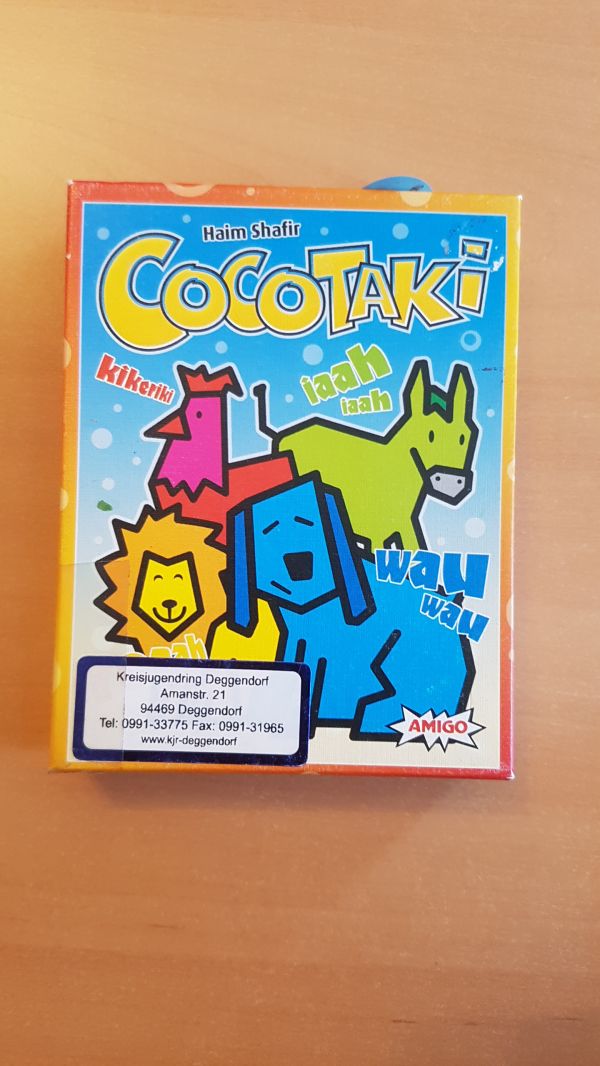 Haim Shafir
COCOTAKi
kikeriki
iaah
iaah
wau
wau
Kreisjugendring Deggendorf
Amanstr. 21
94469 Deggendorf
Tel: 0991-33775 Fax: 0991-31965
www.kjr-deggendorf
AMIGO